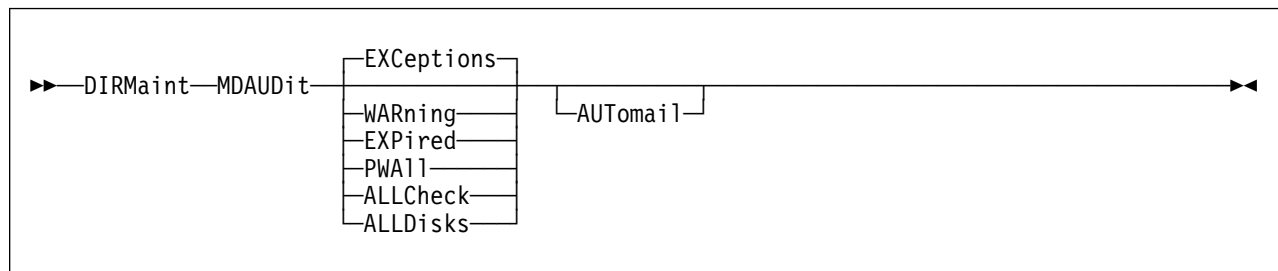 EXCeptions
DIRMaint MDAUDit
WARning AUTomail
EXPired
PWAll
ALLCheck
ALLDisks